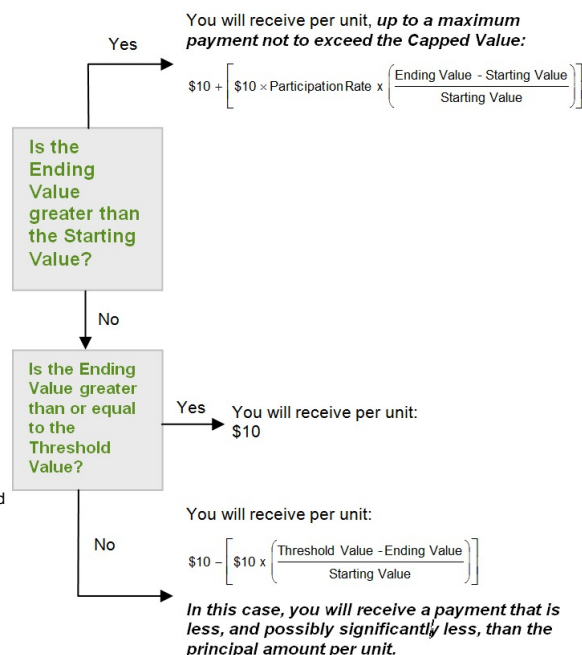 You will receive per unit, up to a maximum
Yes
payment not to exceed the Capped Value:
$10 + [ $10 × Participation Rate x ( Ending Value - Starting Value / Starting Value ) ]
Is the
Ending
Value
greater than
the Starting
Value?
No
Is the Ending
Value greater
than or equal
to the
Threshold
Value?
Yes
You will receive per unit:
$10
d
You will receive per unit:
No
$10 – [ $10 x ( Threshold Value - Ending Value / Starting Value ) ]
In this case, you will receive a payment that is
less, and possibly significantly less, than the
principal amount per unit.